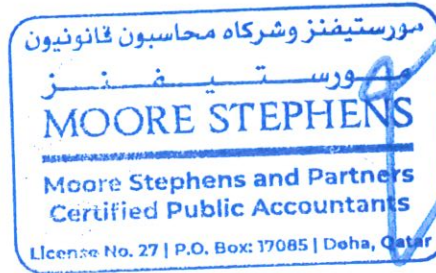 مورستيفنز وشركاه محاسبون قانونيون
مورستيفنز
MOORE STEPHENS
Moore Stephens and Partners
Certified Public Accountants
License No. 27 | P.O. Box: 17085 | Doha, Qatar